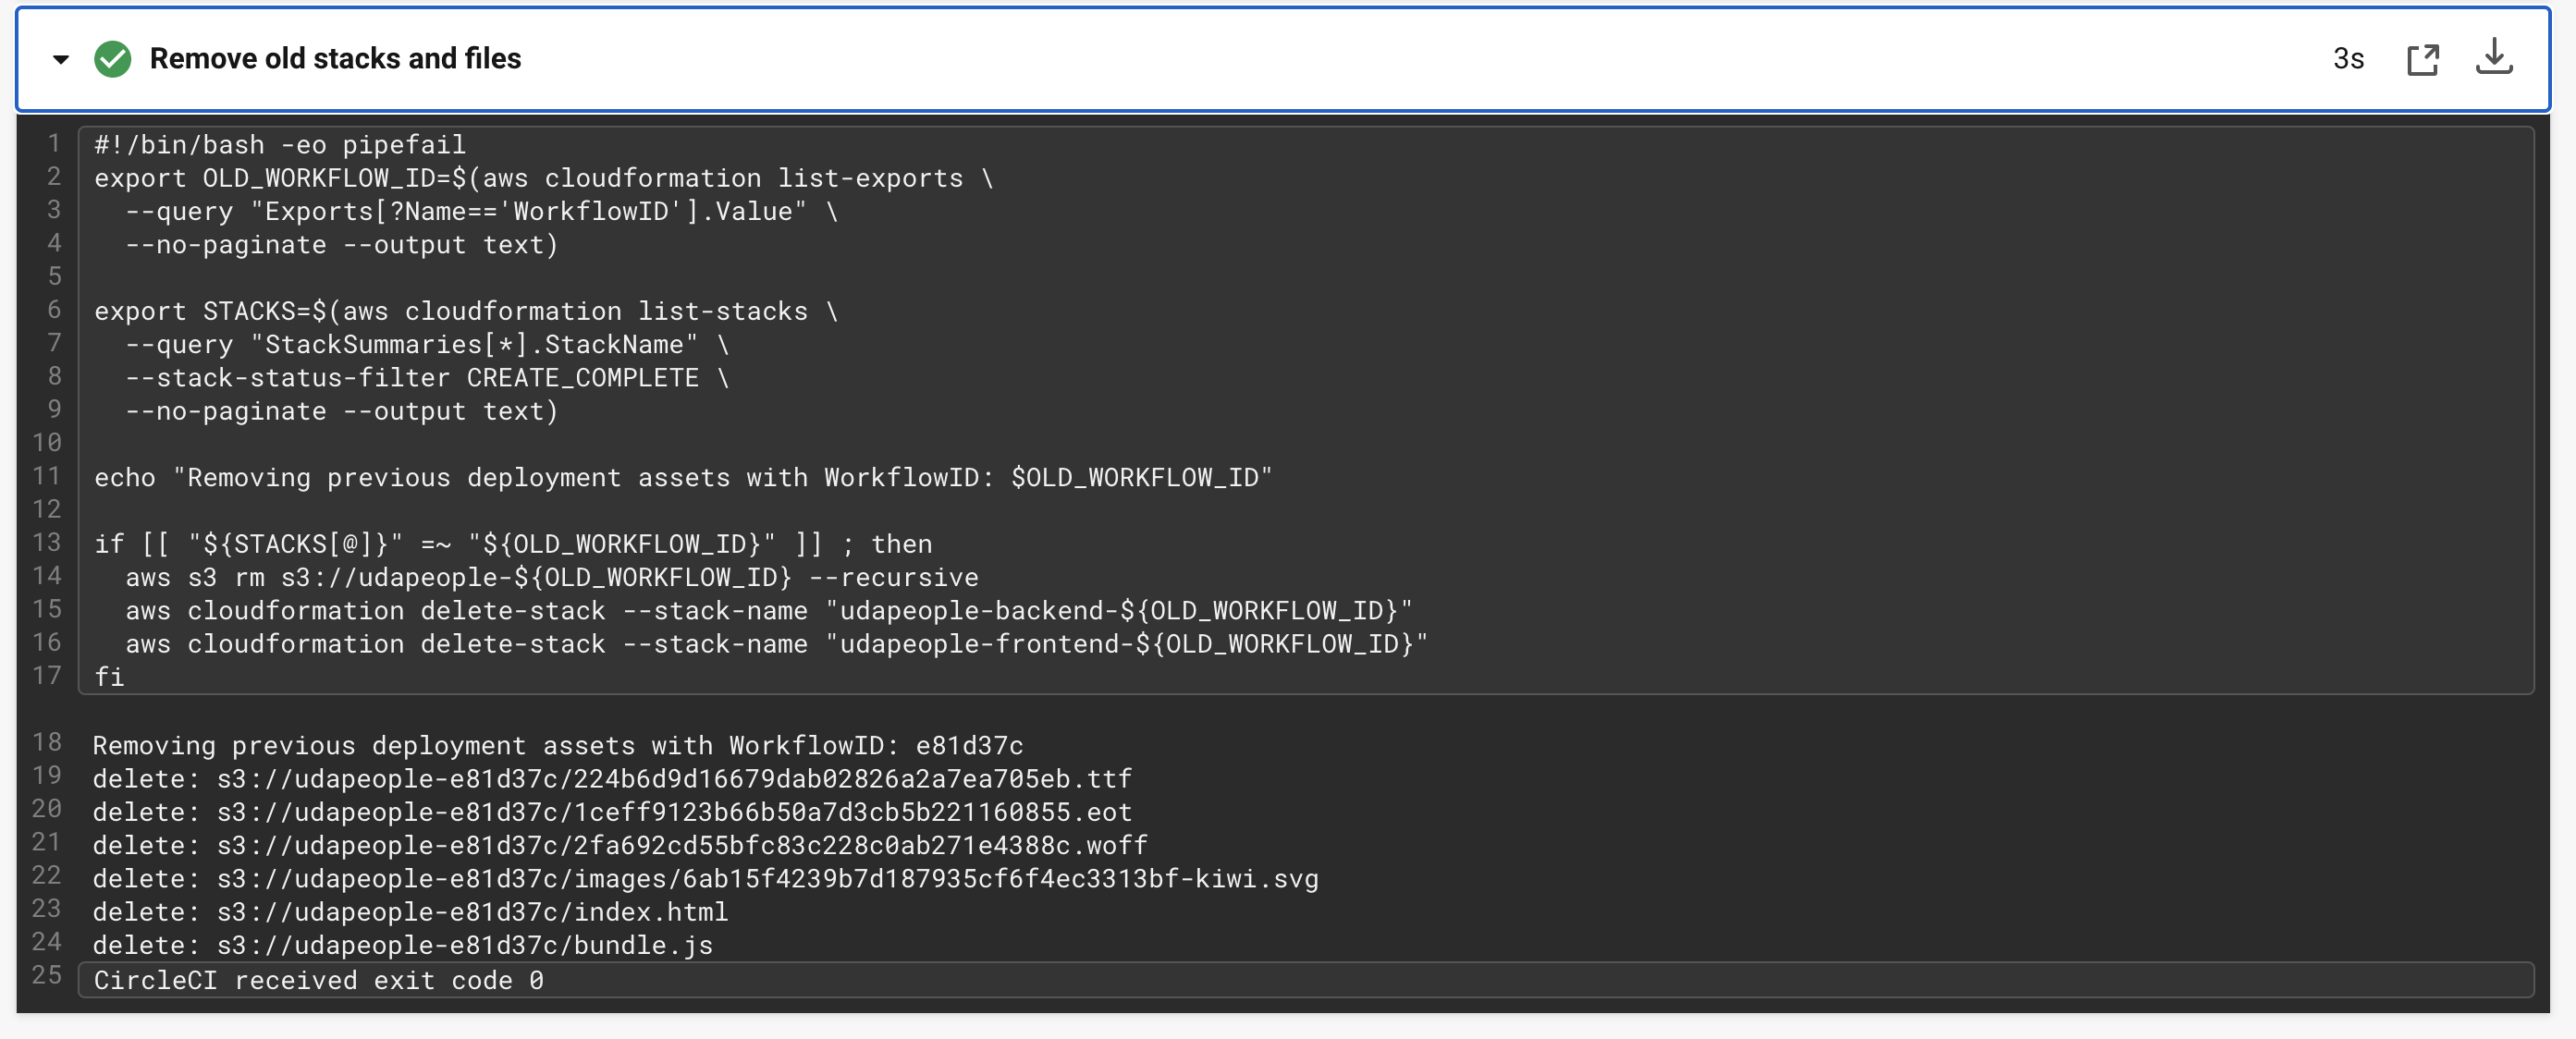 Remove old stacks and files 3s
1 #!/bin/bash -eo pipefail
2 export OLD_WORKFLOW_ID=$(aws cloudformation list-exports \
3   --query "Exports[?Name=='WorkflowID'].Value" \
4   --no-paginate --output text)
5
6 export STACKS=$(aws cloudformation list-stacks \
7   --query "StackSummaries[*].StackName" \
8   --stack-status-filter CREATE_COMPLETE \
9   --no-paginate --output text)
10
11 echo "Removing previous deployment assets with WorkflowID: $OLD_WORKFLOW_ID"
12
13 if [[ "${STACKS[@]}" =~ "${OLD_WORKFLOW_ID}" ]] ; then
14   aws s3 rm s3://udapeople-${OLD_WORKFLOW_ID} --recursive
15   aws cloudformation delete-stack --stack-name "udapeople-backend-${OLD_WORKFLOW_ID}"
16   aws cloudformation delete-stack --stack-name "udapeople-frontend-${OLD_WORKFLOW_ID}"
17 fi
18 Removing previous deployment assets with WorkflowID: e81d37c
19 delete: s3://udapeople-e81d37c/224b6d9d16679dab02826a2a7ea705eb.ttf
20 delete: s3://udapeople-e81d37c/1ceff9123b66b50a7d3cb5b221160855.eot
21 delete: s3://udapeople-e81d37c/2fa692cd55bfc83c228c0ab271e4388c.woff
22 delete: s3://udapeople-e81d37c/images/6ab15f4239b7d187935cf6f4ec3313bf-kiwi.svg
23 delete: s3://udapeople-e81d37c/index.html
24 delete: s3://udapeople-e81d37c/bundle.js
25 CircleCI received exit code 0